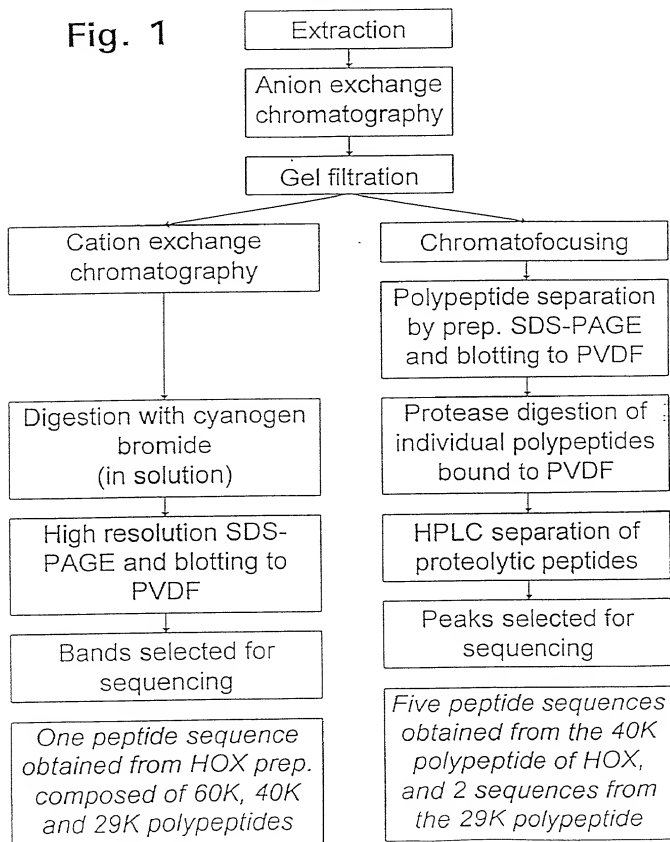 Fig. 1
Extraction
Anion exchange
chromatography
Gel filtration
Cation exchange
chromatography
Digestion with cyanogen
bromide
(in solution)
High resolution SDS-
PAGE and blotting to
PVDF
Bands selected for
sequencing
One peptide sequence
obtained from HOX prep.
composed of 60K, 40K
and 29K polypeptides
Chromatofocusing
Polypeptide separation
by prep. SDS-PAGE
and blotting to PVDF
Protease digestion of
individual polypeptides
bound to PVDF
HPLC separation of
proteolytic peptides
Peaks selected for
sequencing
Five peptide sequences
obtained from the 40K
polypeptide of HOX,
and 2 sequences from
the 29K polypeptide